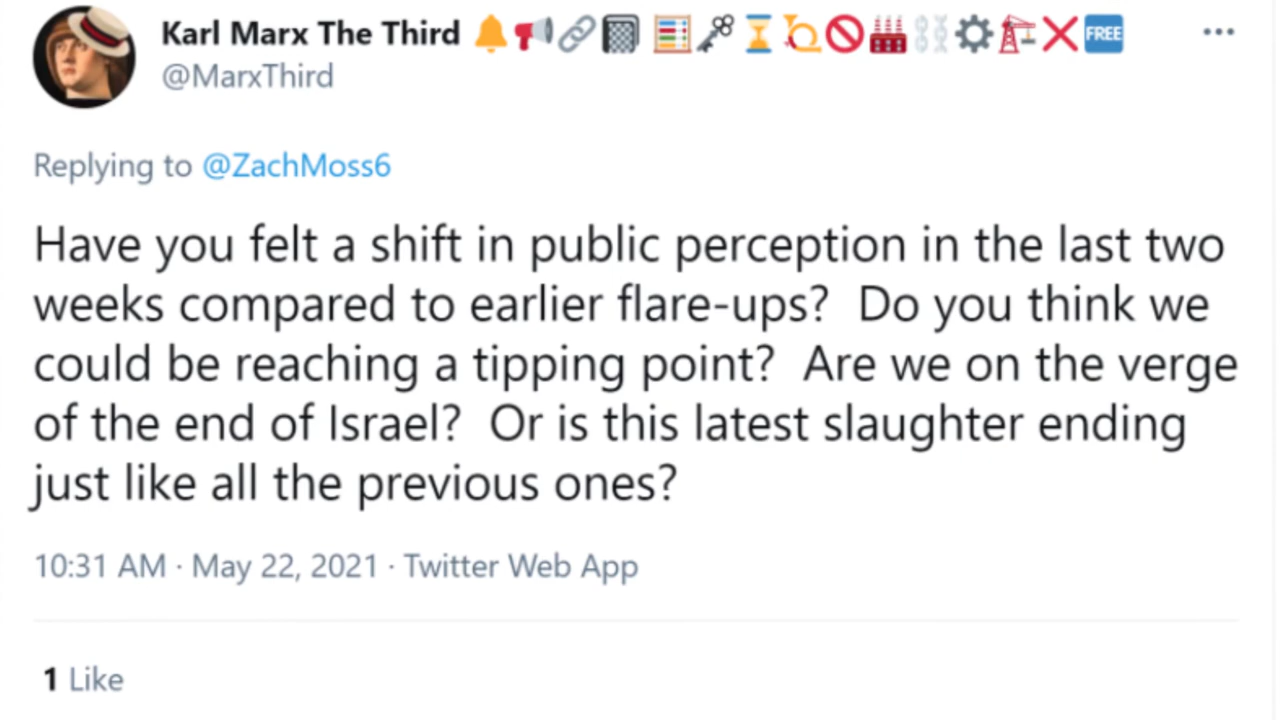 Karl Marx The Third 🔔📢🔗📓🧾🗝️⏳📯🚫🏭⛓️⚙️🏗️❌🆓
@MarxThird
Replying to @ZachMoss6
Have you felt a shift in public perception in the last two
weeks compared to earlier flare-ups?  Do you think we
could be reaching a tipping point?  Are we on the verge
of the end of Israel?  Or is this latest slaughter ending
just like all the previous ones?
10:31 AM · May 22, 2021 · Twitter Web App
1 Like